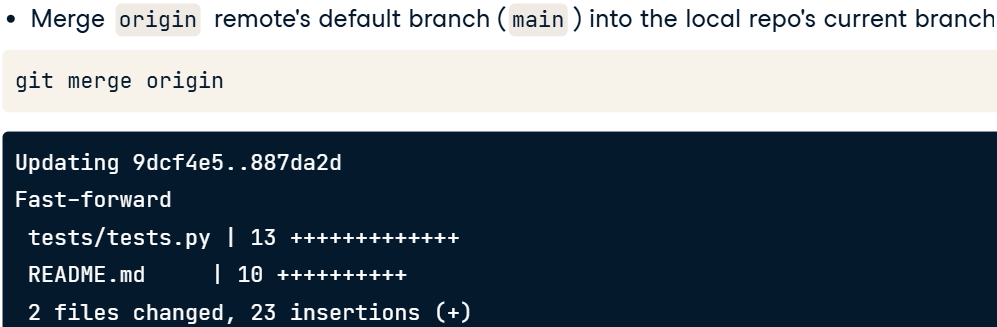 • Merge origin remote's default branch (main) into the local repo's current branch
git merge origin
Updating 9dcf4e5..887da2d
Fast-forward
 tests/tests.py | 13 +++++++++++++
 README.md     | 10 ++++++++++
 2 files changed, 23 insertions (+)